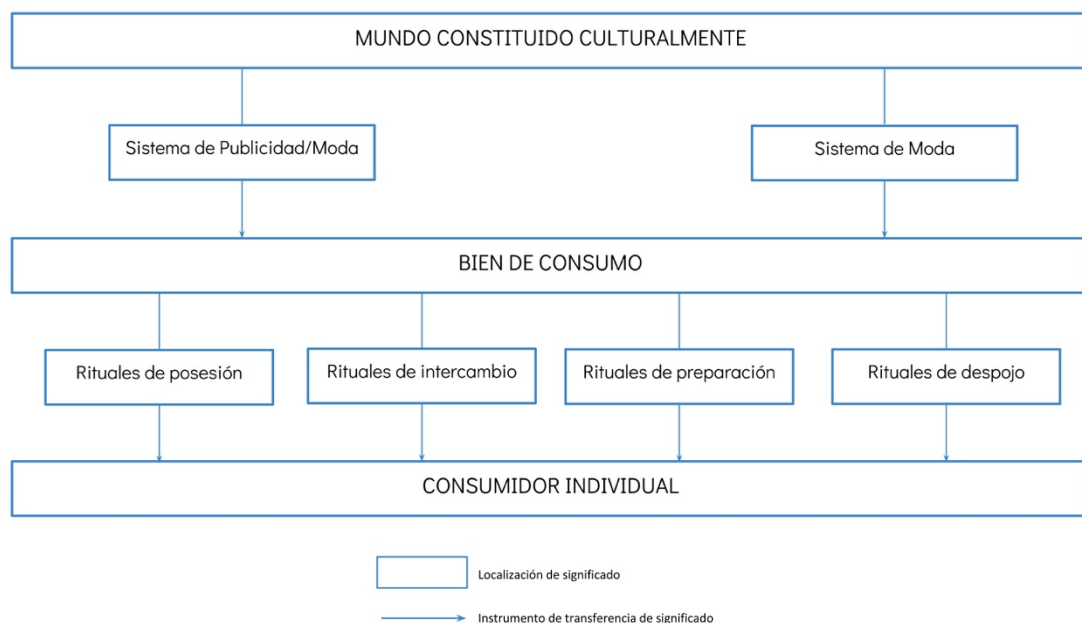 MUNDO CONSTITUIDO CULTURALMENTE
Sistema de Publicidad/Moda
Sistema de Moda
BIEN DE CONSUMO
Rituales de posesión
Rituales de intercambio
Rituales de preparación
Rituales de despojo
CONSUMIDOR INDIVIDUAL
Localización de significado
Instrumento de transferencia de significado